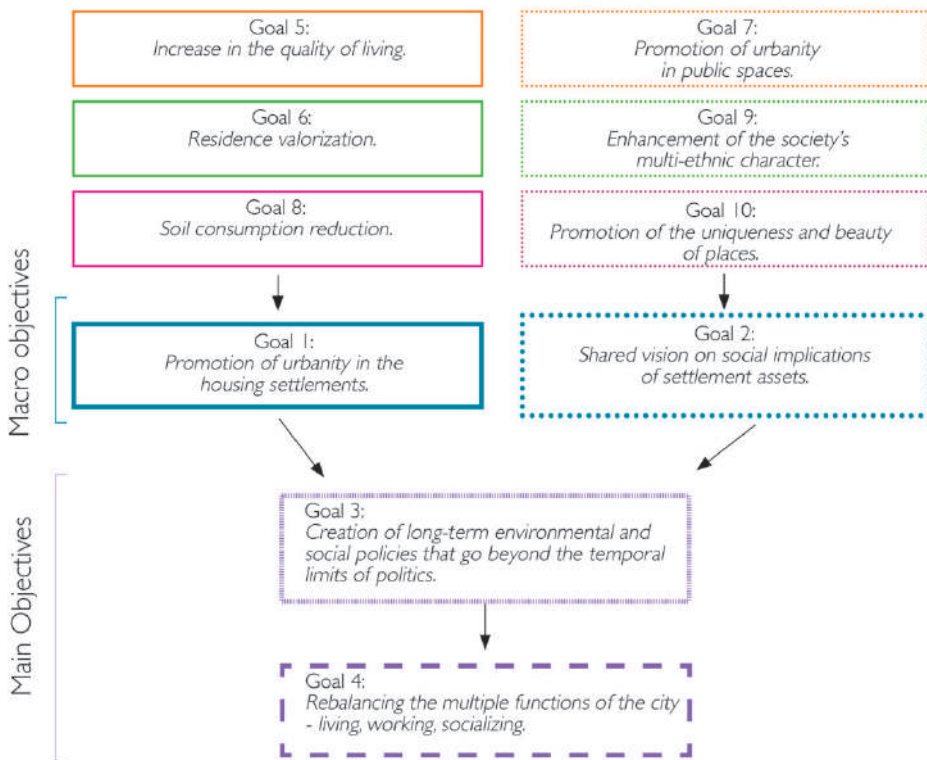 Goal 5:
Increase in the quality of living.
Goal 7:
Promotion of urbanity
in public spaces.
Goal 6:
Residence valorization.
Goal 9:
Enhancement of the society's
multi-ethnic character.
Goal 8:
Soil consumption reduction.
Goal 10:
Promotion of the uniqueness and beauty
of places.
Macro objectives
Goal 1:
Promotion of urbanity in the
housing settlements.
Goal 2:
Shared vision on social implications
of settlement assets.
Main Objectives
Goal 3:
Creation of long-term environmental and
social policies that go beyond the temporal
limits of politics.
Goal 4:
Rebalancing the multiple functions of the city
- living, working, socializing.